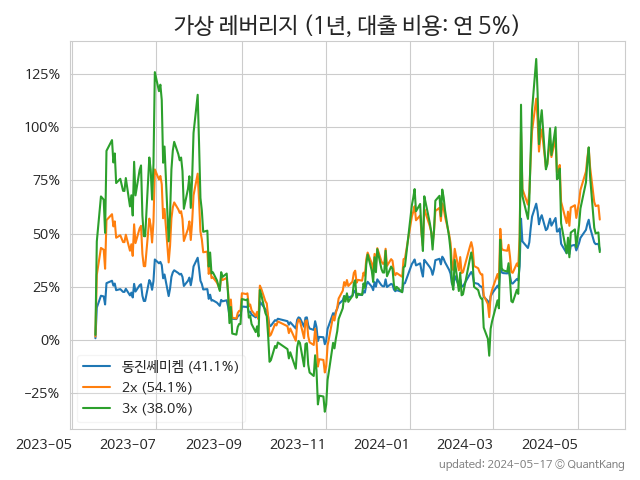 가상 레버리지 (1년, 대출 비용: 연 5%)
125%
100%
75%
50%
25%
0%
−25%
동진쎄미켐 (41.1%)
2x (54.1%)
3x (38.0%)
2023-05 2023-07 2023-09 2023-11 2024-01 2024-03 2024-05
updated: 2024-05-17 © QuantKang